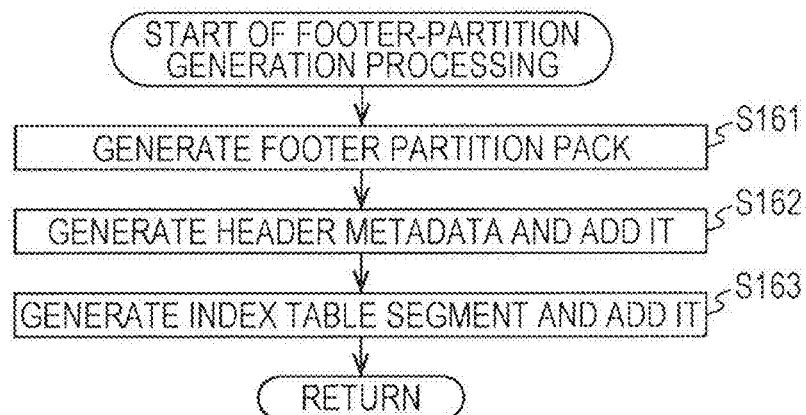 START OF FOOTER-PARTITION
GENERATION PROCESSING
S161
GENERATE FOOTER PARTITION PACK
S162
GENERATE HEADER METADATA AND ADD IT
S163
GENERATE INDEX TABLE SEGMENT AND ADD IT
RETURN